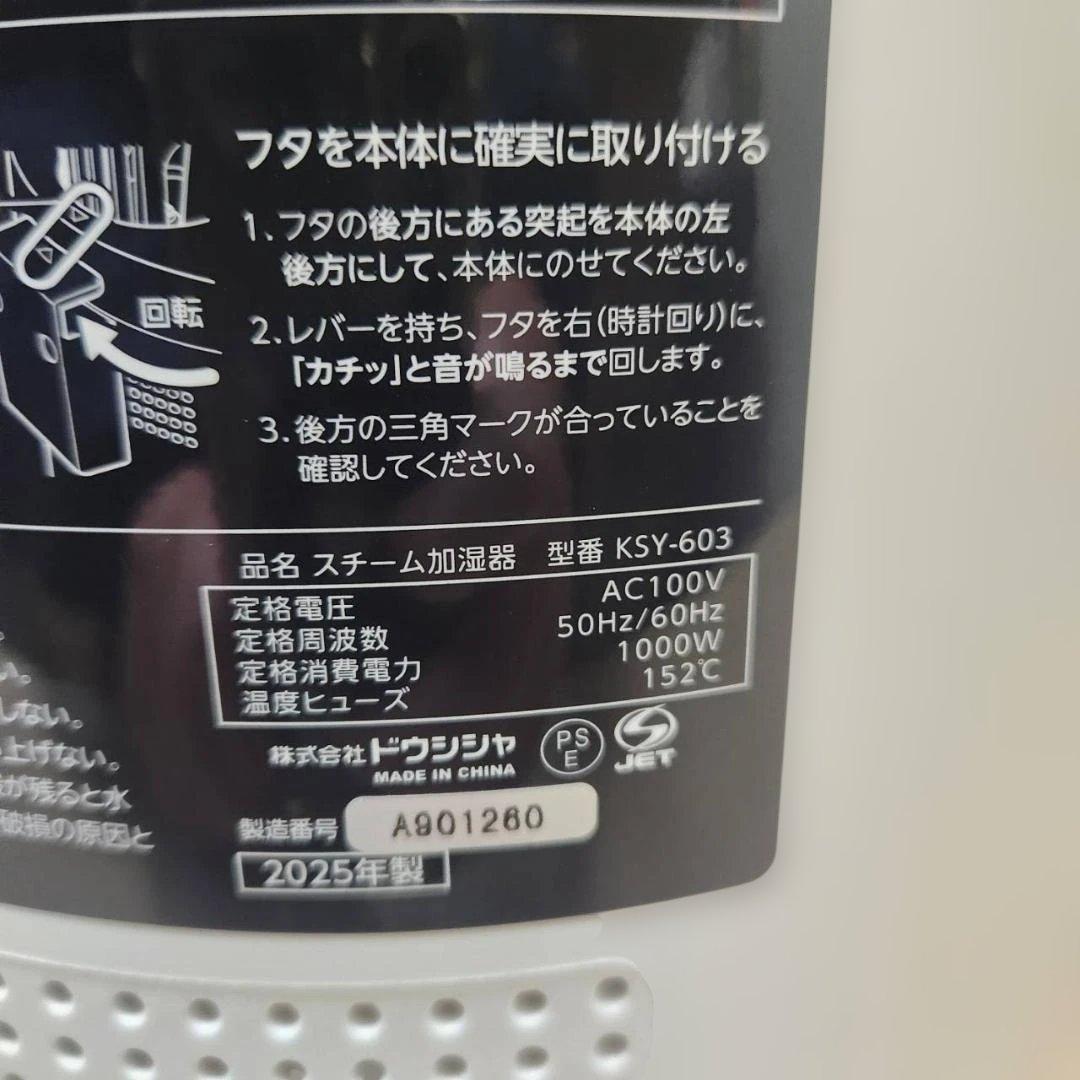 フタを本体に確実に取り付ける
1. フタの後方にある突起を本体の左
後方にして、本体にのせてください。
2. レバーを持ち、フタを右(時計回り)に、
「カチッ」と音が鳴るまで回します。
3. 後方の三角マークが合っていることを
確認してください。
回転
品名 スチーム加湿器 型番 KSY-603
定格電圧 AC100V
定格周波数 50Hz/60Hz
定格消費電力 1000W
温度ヒューズ 152℃
株式会社ドウシシャ PS E JET
MADE IN CHINA
製造番号 A901260
2025年製
い。
しない。
上げない。
が残ると水
破損の原因と